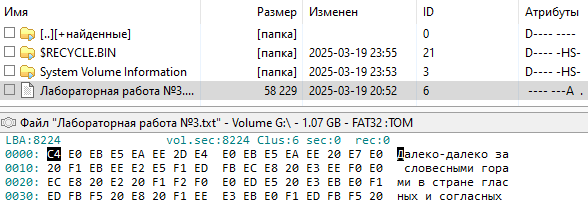 Имя Размер Изменен ID Атрибуты
[..][+найденные] [папка] 0 D---- ----
$RECYCLE.BIN [папка] 2025-03-19 23:55 21 D---- -HS-
System Volume Information [папка] 2025-03-19 23:53 3 D---- -HS-
Лабораторная работа №3.... 58 229 2025-03-19 20:52 6 ----- ---A .
Файл "Лабораторная работа №3.txt" - Volume G:\ - 1.07 GB - FAT32 :TOM
LBA:8224 vol.sec:8224 Clus:6 sec:0 rec:0
0000: C4 E0 EB E5 EA EE 2D E4 E0 EB E5 EA EE 20 E7 E0 Далеко-далеко за
0010: 20 F1 EB EE E2 E5 F1 ED FB EC E8 20 E3 EE F0 E0 словесными гора
0020: EC E8 20 E2 20 F1 F2 F0 E0 ED E5 20 E3 EB E0 F1 ми в стране глас
0030: ED FB F5 20 E8 20 F1 EE E3 EB E0 F1 ED FB F5 20 ных и согласных